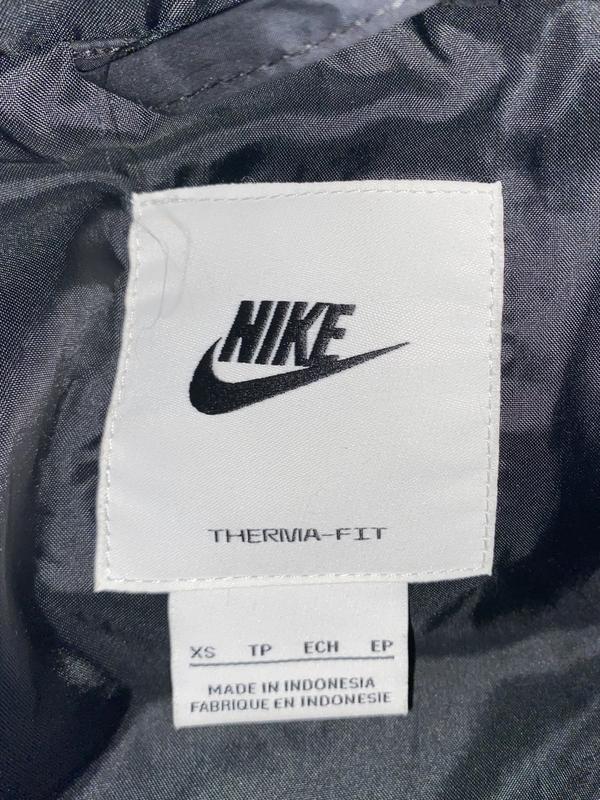 NIKE
THERMA-FIT
XS TP ECH EP
MADE IN INDONESIA
FABRIQUE EN INDONESIE